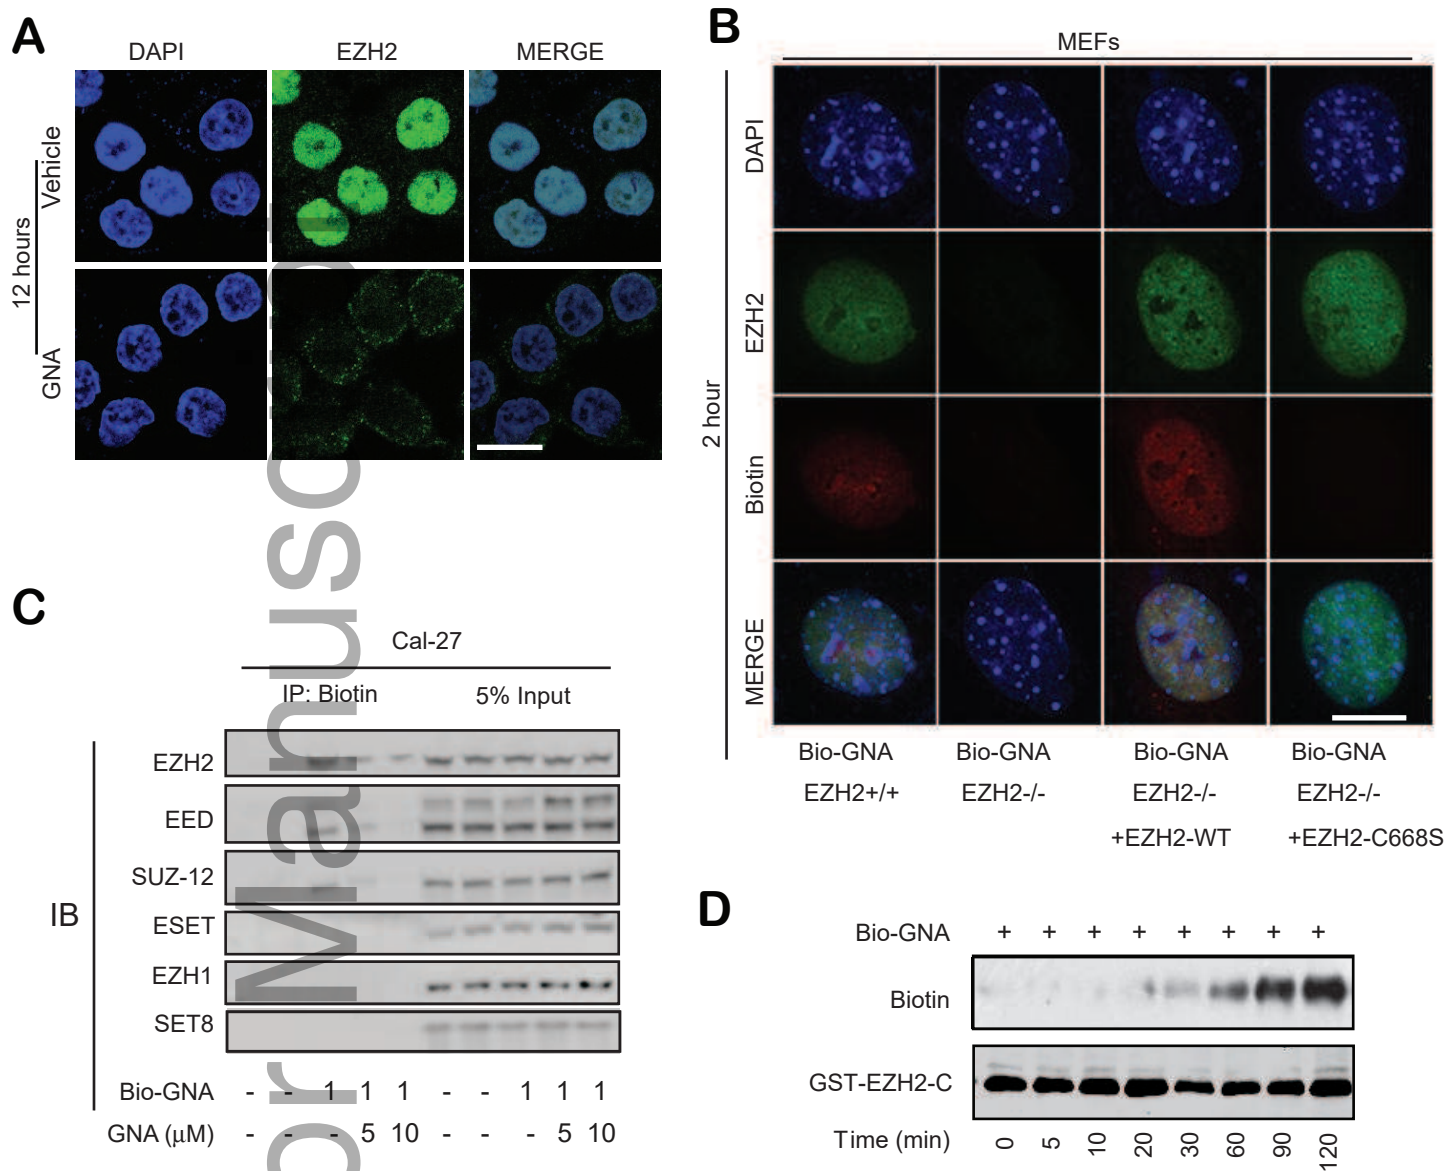 A
DAPI
EZH2
MERGE
12 hours
Vehicle
GNA
B
MEFs
2 hour
DAPI
EZH2
Biotin
MERGE
Bio-GNA
Bio-GNA
Bio-GNA
Bio-GNA
EZH2+/+
EZH2-/-
EZH2-/-
EZH2-/-
+EZH2-WT
+EZH2-C668S
C
Cal-27
IP: Biotin
5% Input
IB
EZH2
EED
SUZ-12
ESET
EZH1
SET8
Bio-GNA - - 1 1 1 - - 1 1 1
GNA (μM) - - - 5 10 - - - 5 10
D
Bio-GNA + + + + + + + +
Biotin
GST-EZH2-C
Time (min) 0 5 10 20 30 60 90 120
or Manuscript